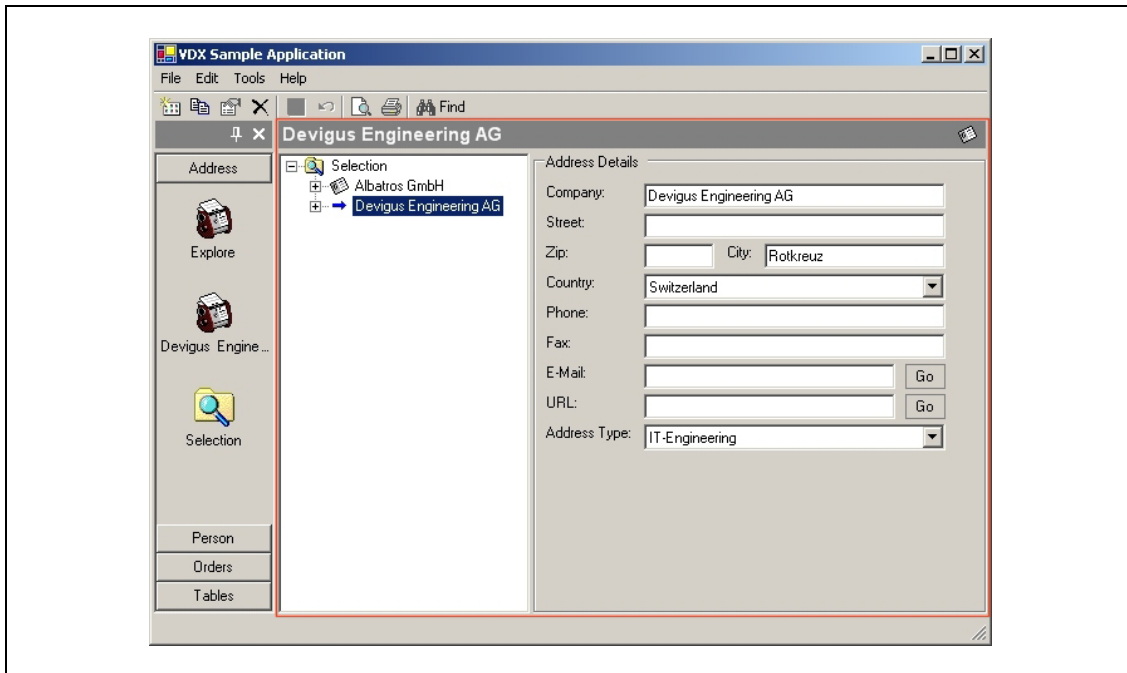 VDX Sample Application
File Edit Tools Help
Find
Devigus Engineering AG
Address
Explore
Devigus Engine...
Selection
Person
Orders
Tables
Selection
Albatros GmbH
Devigus Engineering AG
Address Details
Company: Devigus Engineering AG
Street:
Zip: City: Rotkreuz
Country: Switzerland
Phone:
Fax:
E-Mail: Go
URL: Go
Address Type: IT-Engineering